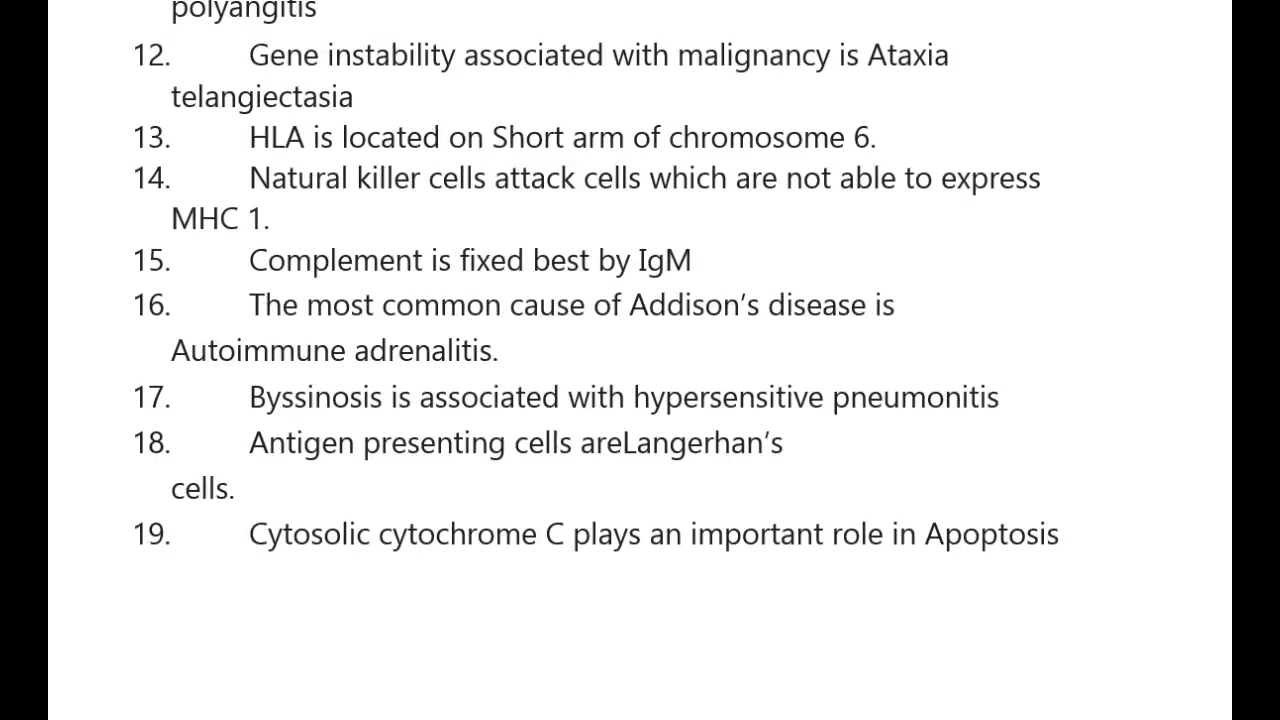 polyangitis
12. Gene instability associated with malignancy is Ataxia
telangiectasia
13. HLA is located on Short arm of chromosome 6.
14. Natural killer cells attack cells which are not able to express
MHC 1.
15. Complement is fixed best by IgM
16. The most common cause of Addison’s disease is
Autoimmune adrenalitis.
17. Byssinosis is associated with hypersensitive pneumonitis
18. Antigen presenting cells areLangerhan’s
cells.
19. Cytosolic cytochrome C plays an important role in Apoptosis